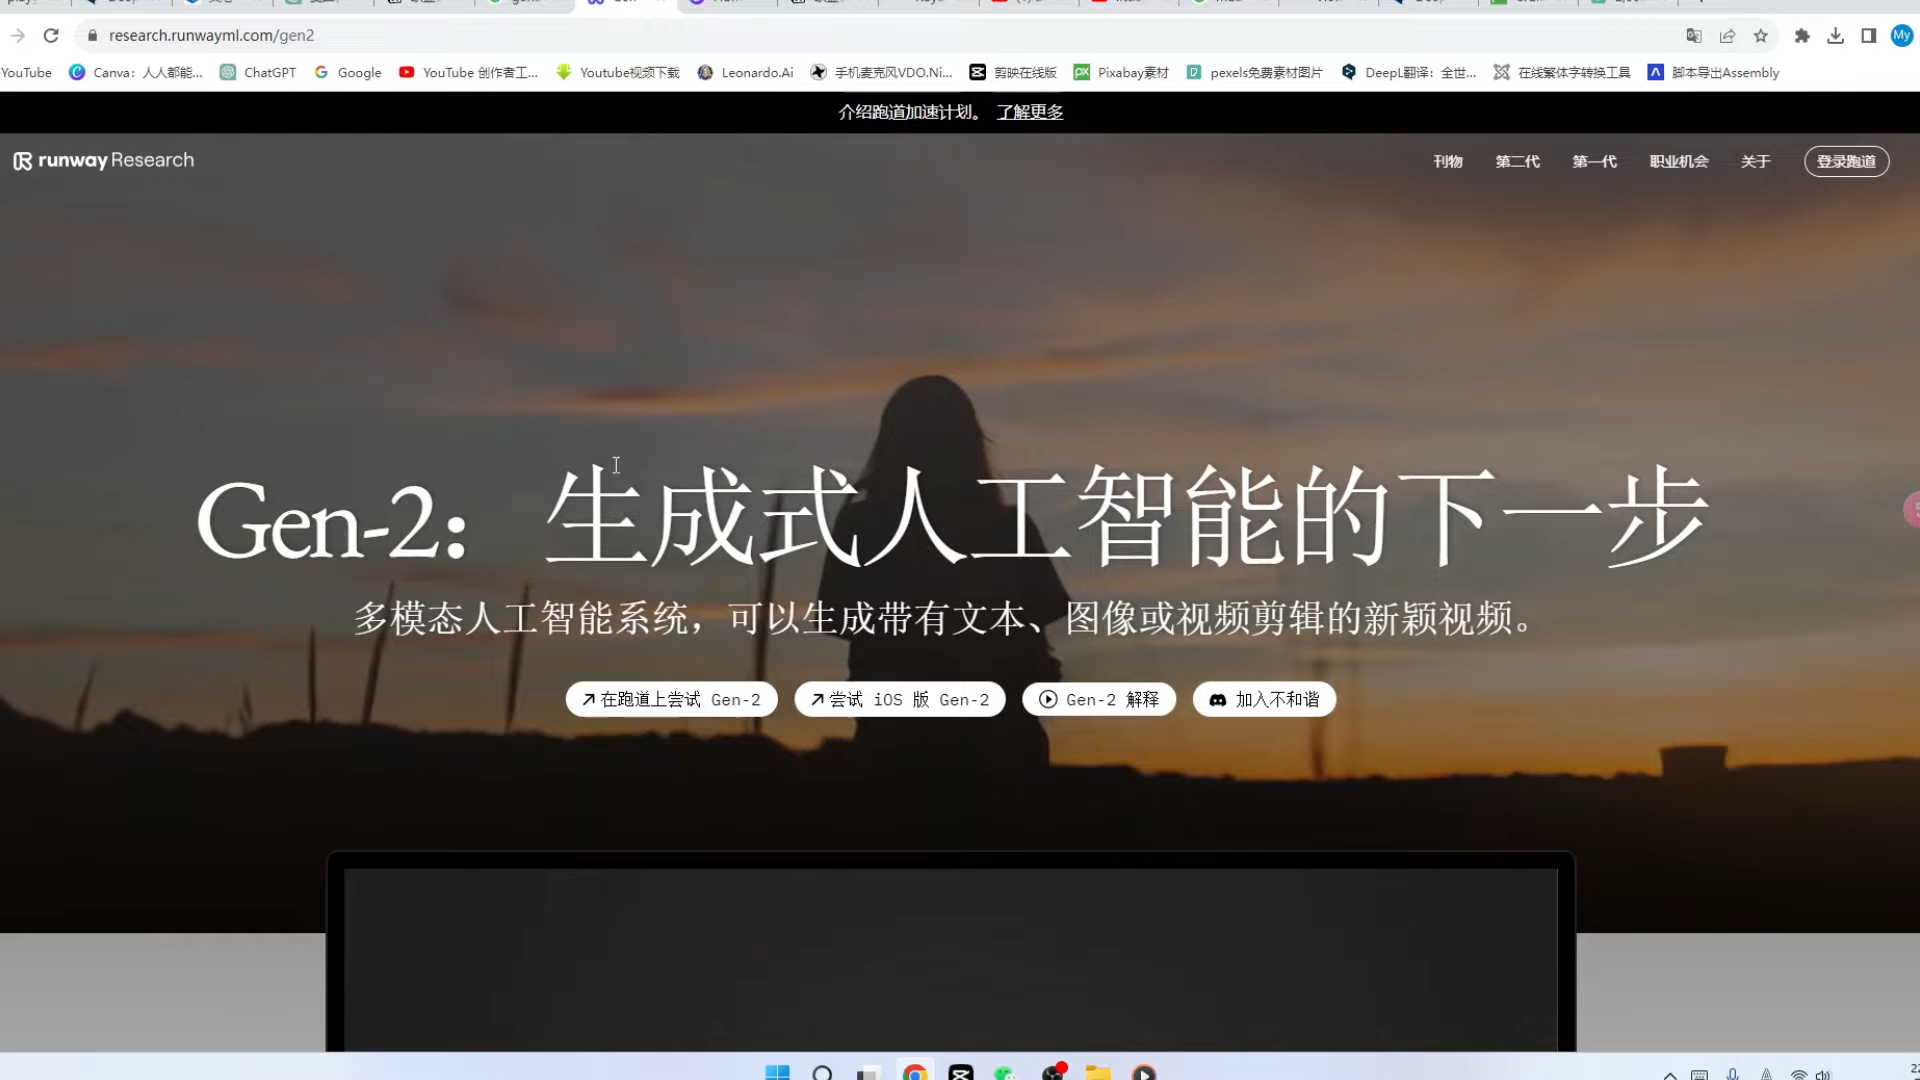 research.runwayml.com/gen2
My
YouTube Canva：人人都能... ChatGPT Google YouTube 创作者工... Youtube视频下载 Leonardo.Ai 手机麦克风VDO.Ni... 剪映在线版 Pixabay素材 pexels免费素材图片 DeepL翻译：全世... 在线繁体字转换工具 脚本导出Assembly
介绍跑道加速计划。 了解更多
runway Research 刊物 第二代 第一代 职业机会 关于 登录跑道
Gen-2：生成式人工智能的下一步
多模态人工智能系统，可以生成带有文本、图像或视频剪辑的新颖视频。
在跑道上尝试 Gen-2 尝试 iOS 版 Gen-2 Gen-2 解释 加入不和谐